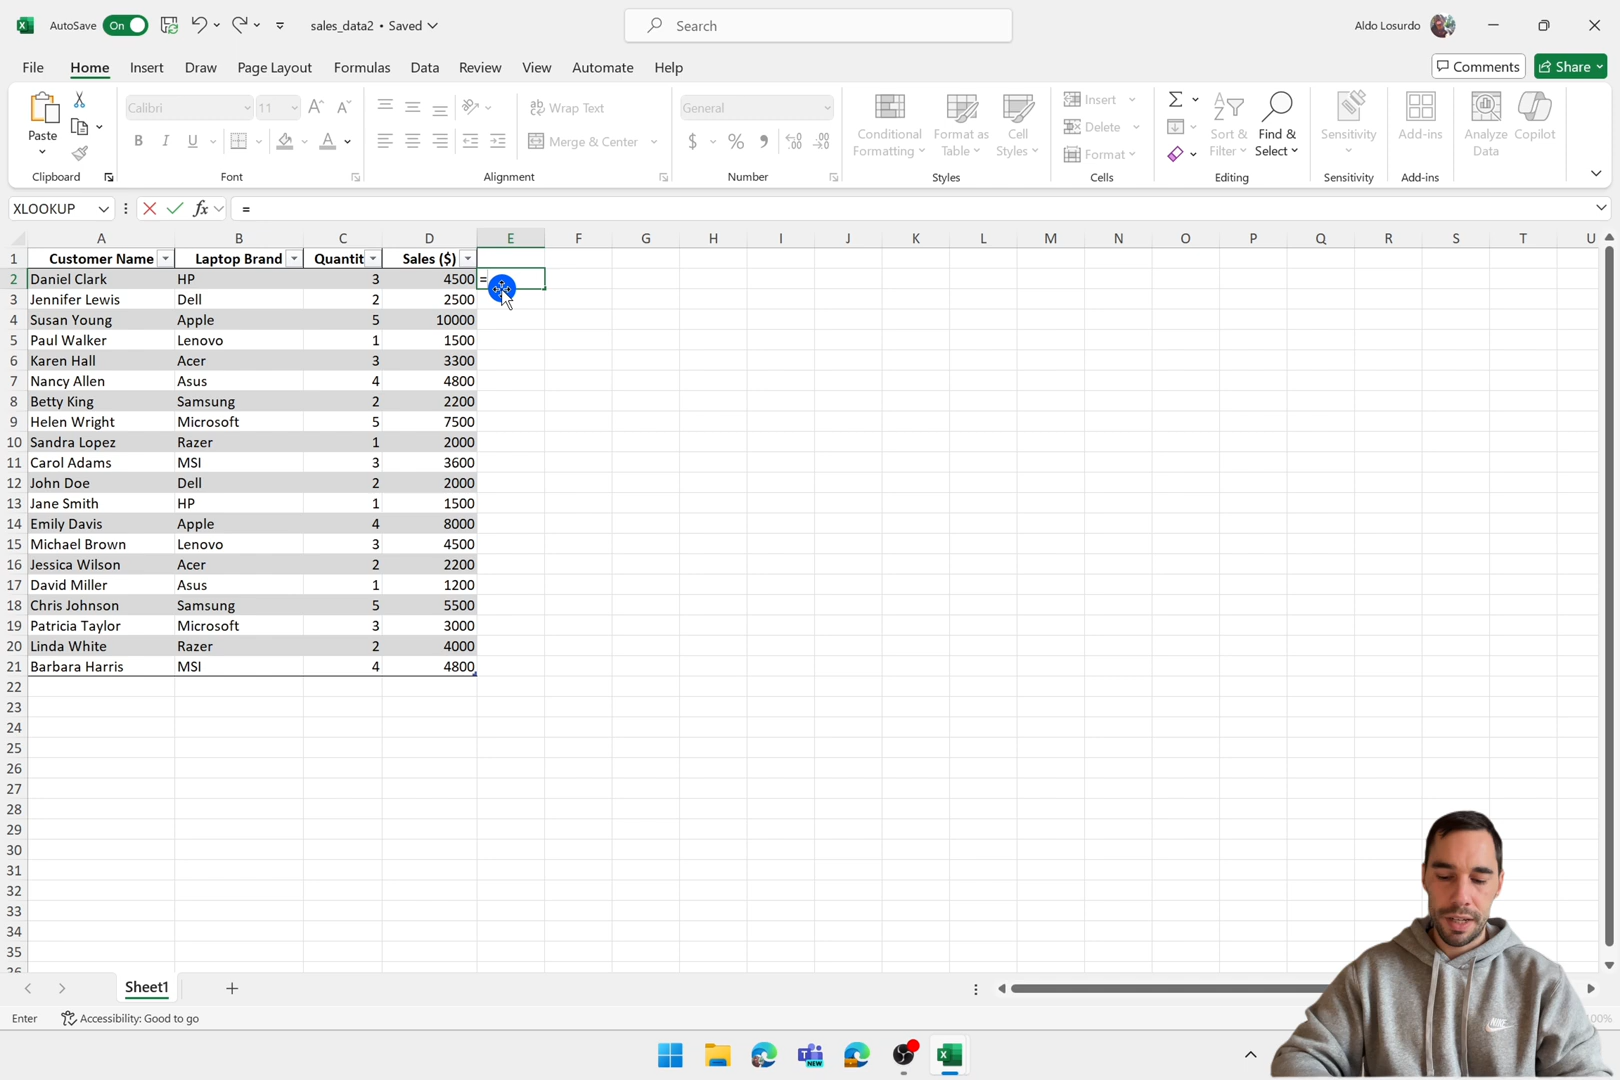 AutoSave On sales_data2 • Saved Search Aldo Losurdo
File Home Insert Draw Page Layout Formulas Data Review View Automate Help Comments Share
Paste Calibri 11 Wrap Text General Conditional Formatting Format as Table Cell Styles Insert Sort & Filter Find & Select Sensitivity Add-ins Analyze Data Copilot
B I U Merge & Center $ % Delete
Format
Clipboard Font Alignment Number Styles Cells Editing Sensitivity Add-ins
XLOOKUP fx =
A B C D E F G H I J K L M N O P Q R S T U
1 Customer Name Laptop Brand Quantit Sales ($)
2 Daniel Clark HP 3 4500 =
3 Jennifer Lewis Dell 2 2500
4 Susan Young Apple 5 10000
5 Paul Walker Lenovo 1 1500
6 Karen Hall Acer 3 3300
7 Nancy Allen Asus 4 4800
8 Betty King Samsung 2 2200
9 Helen Wright Microsoft 5 7500
10 Sandra Lopez Razer 1 2000
11 Carol Adams MSI 3 3600
12 John Doe Dell 2 2000
13 Jane Smith HP 1 1500
14 Emily Davis Apple 4 8000
15 Michael Brown Lenovo 3 4500
16 Jessica Wilson Acer 2 2200
17 David Miller Asus 1 1200
18 Chris Johnson Samsung 5 5500
19 Patricia Taylor Microsoft 3 3000
20 Linda White Razer 2 4000
21 Barbara Harris MSI 4 4800
22
23
24
25
26
27
28
29
30
31
32
33
34
35
26
Sheet1
Enter Accessibility: Good to go
NEW
NIKE